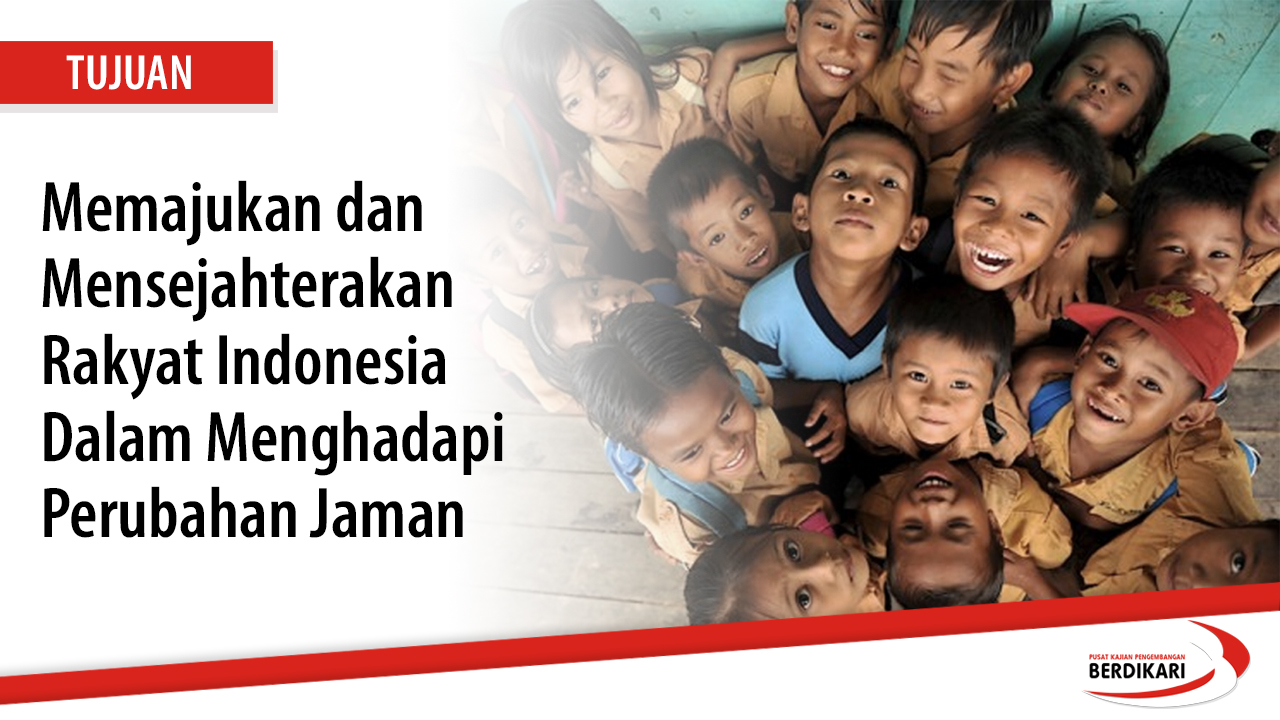 TUJUAN
Memajukan dan
Mensejahterakan
Rakyat Indonesia
Dalam Menghadapi
Perubahan Jaman
PUSAT KAJIAN PENGEMBANGAN
BERDIKARI